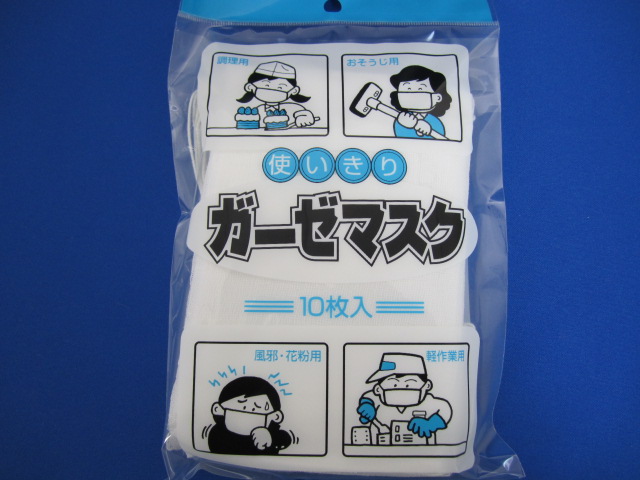 調理用
おそうじ用
使いきり
ガーゼマスク
10枚入
風邪・花粉用
軽作業用